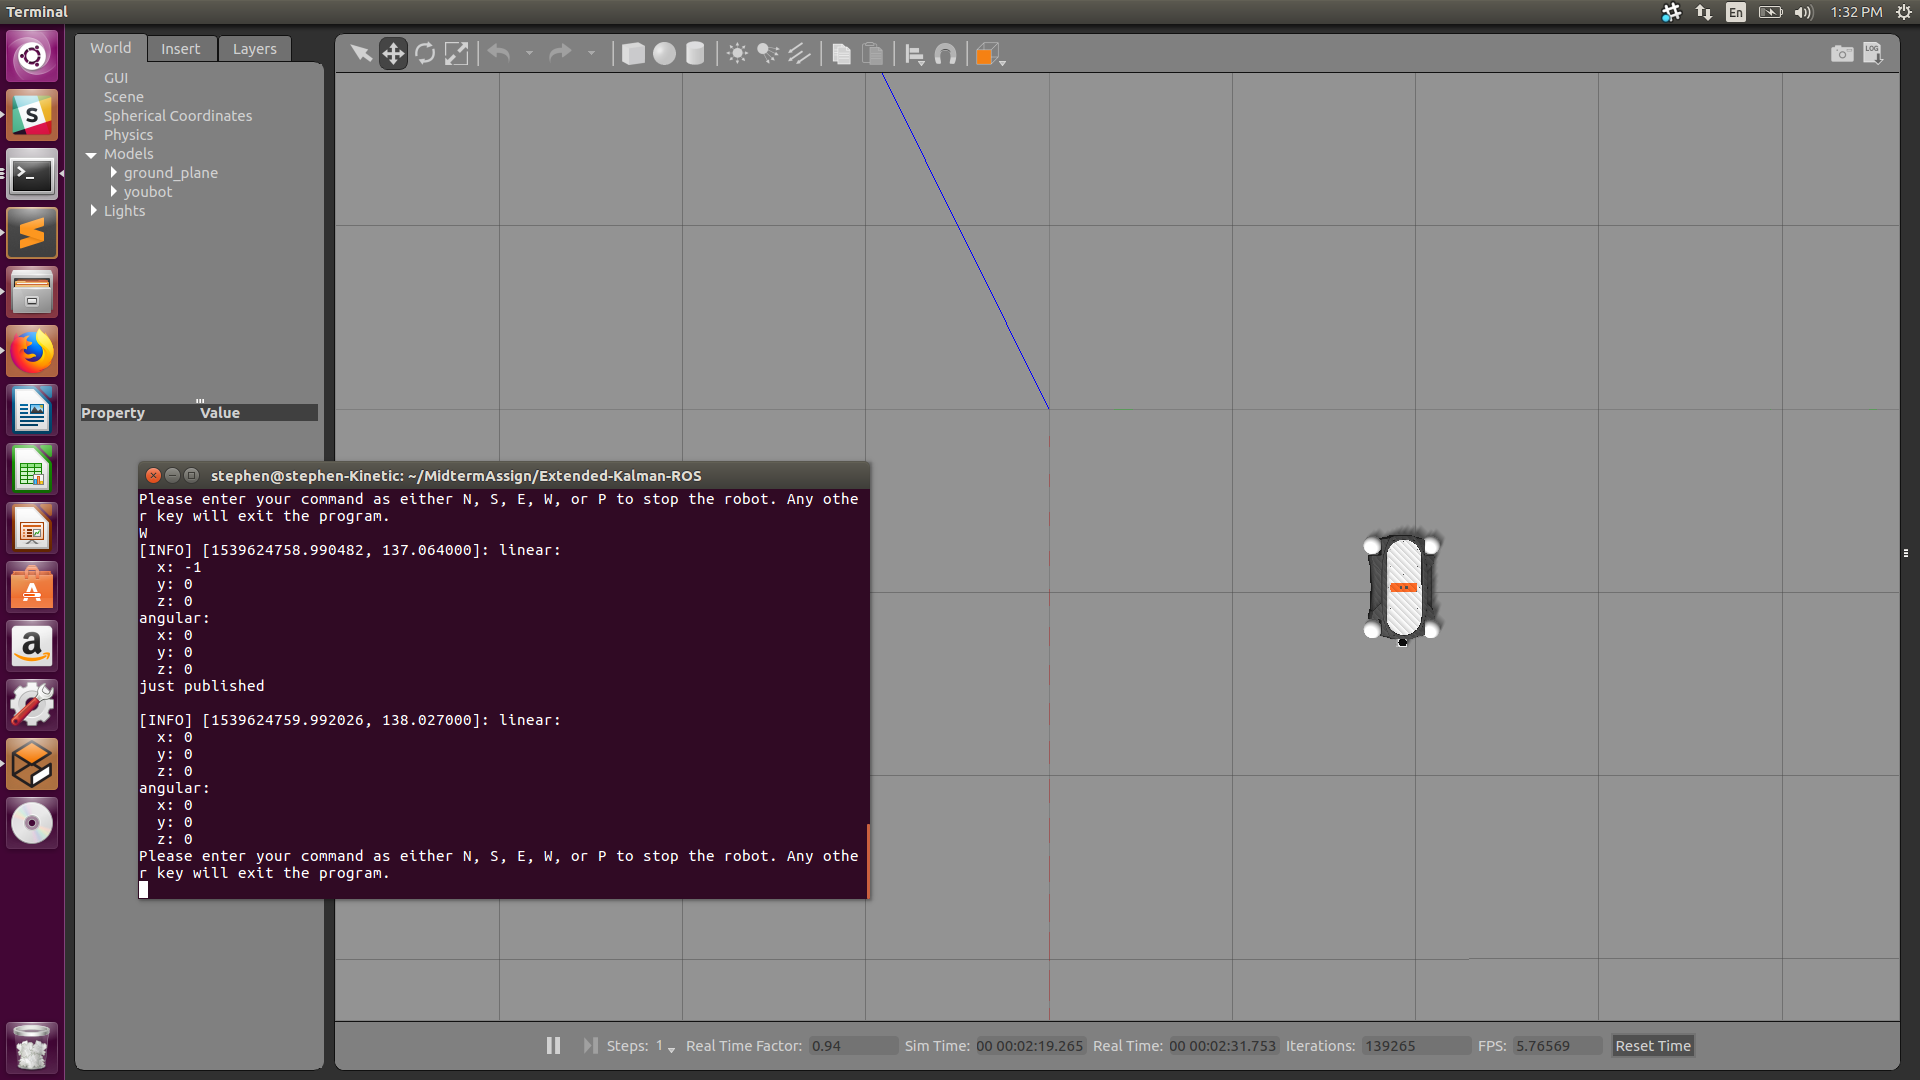 Terminal
En
1:32 PM
World Insert Layers
LOG
GUI
Scene
Spherical Coordinates
Physics
Models
ground_plane
youbot
Lights
Property Value
stephen@stephen-Kinetic: ~/MidtermAssign/Extended-Kalman-ROS
Please enter your command as either N, S, E, W, or P to stop the robot. Any othe
r key will exit the program.
W
[INFO] [1539624758.990482, 137.064000]: linear:
  x: -1
  y: 0
  z: 0
angular:
  x: 0
  y: 0
  z: 0
just published
[INFO] [1539624759.992026, 138.027000]: linear:
  x: 0
  y: 0
  z: 0
angular:
  x: 0
  y: 0
  z: 0
Please enter your command as either N, S, E, W, or P to stop the robot. Any othe
r key will exit the program.
Steps: 1 Real Time Factor: 0.94 Sim Time: 00 00:02:19.265 Real Time: 00 00:02:31.753 Iterations: 139265 FPS: 5.76569 Reset Time